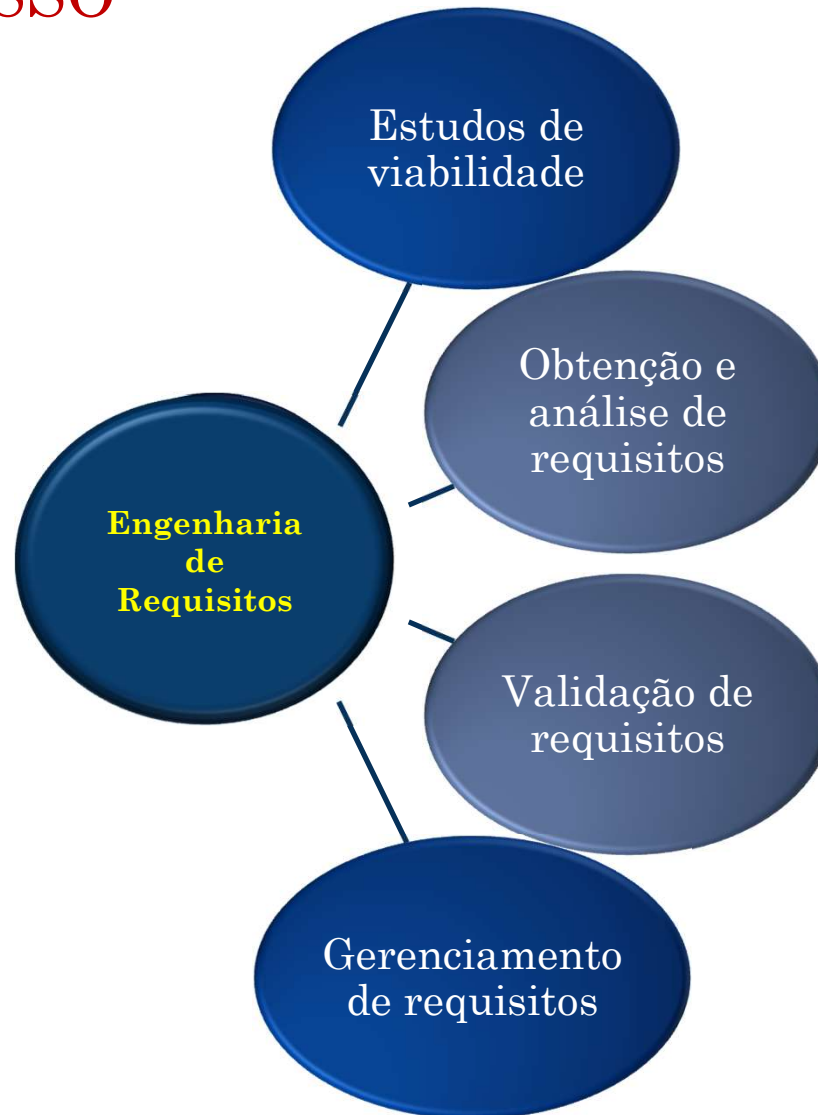 Estudos de
viabilidade
Obtenção e
análise de
requisitos
Engenharia
de
Requisitos
Validação de
requisitos
Gerenciamento
de requisitos